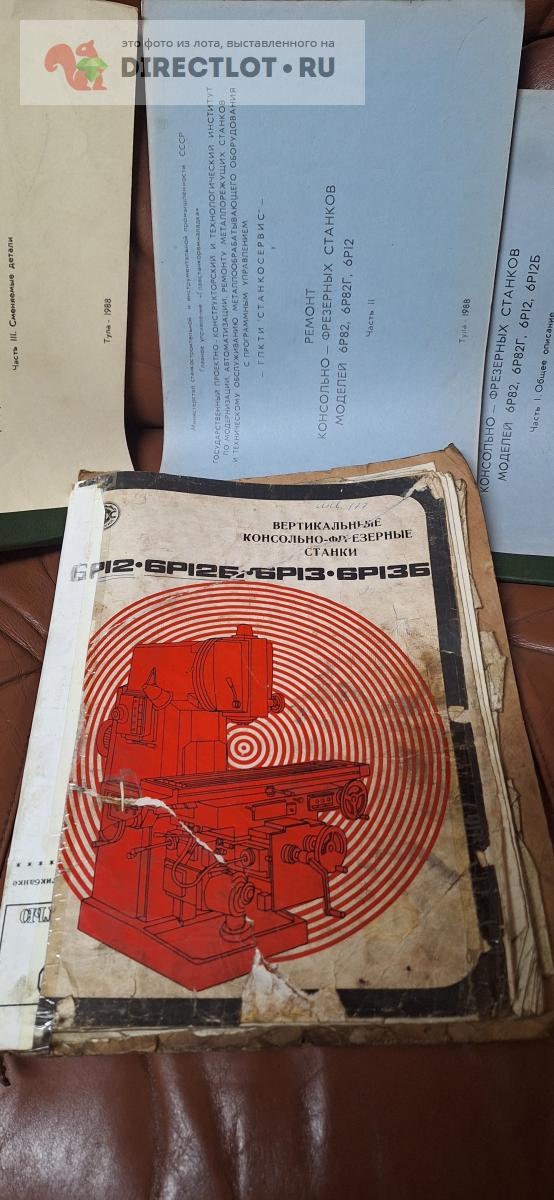 это фото из лота, выставленного на
DIRECTLOT•RU
Часть III. Сменяемые детали
Тула - 1988
Министерство станкостроительной и инструментальной промышленности СССР
Главное управление
ГОСУДАРСТВЕННЫЙ ПРОЕКТНО-КОНСТРУКТОРСКИЙ И ТЕХНОЛОГИЧЕСКИЙ ИНСТИТУТ
ПО МОДЕРНИЗАЦИИ, АВТОМАТИЗАЦИИ, РЕМОНТУ МЕТАЛЛОРЕЖУЩИХ СТАНКОВ
И ТЕХНИЧЕСКОМУ ОБСЛУЖИВАНИЮ МЕТАЛЛООБРАБАТЫВАЮЩЕГО ОБОРУДОВАНИЯ
С ПРОГРАММНЫМ УПРАВЛЕНИЕМ
- ГПКТИ "СТАНКОСЕРВИС" -
РЕМОНТ
КОНСОЛЬНО - ФРЕЗЕРНЫХ СТАНКОВ
МОДЕЛЕЙ 6Р82, 6Р82Г, 6Р12
Часть II
Тула - 1988
КОНСОЛЬНО - ФРЕЗЕРНЫХ СТАНКОВ
МОДЕЛЕЙ 6Р82, 6Р82Г, 6Р12, 6Р12Б
Часть I. Общее описание
ВЕРТИКАЛЬНЫЕ
КОНСОЛЬНО-ФРЕЗЕРНЫЕ
СТАНКИ
6Р12•6Р12Б•6Р13•6Р13Б